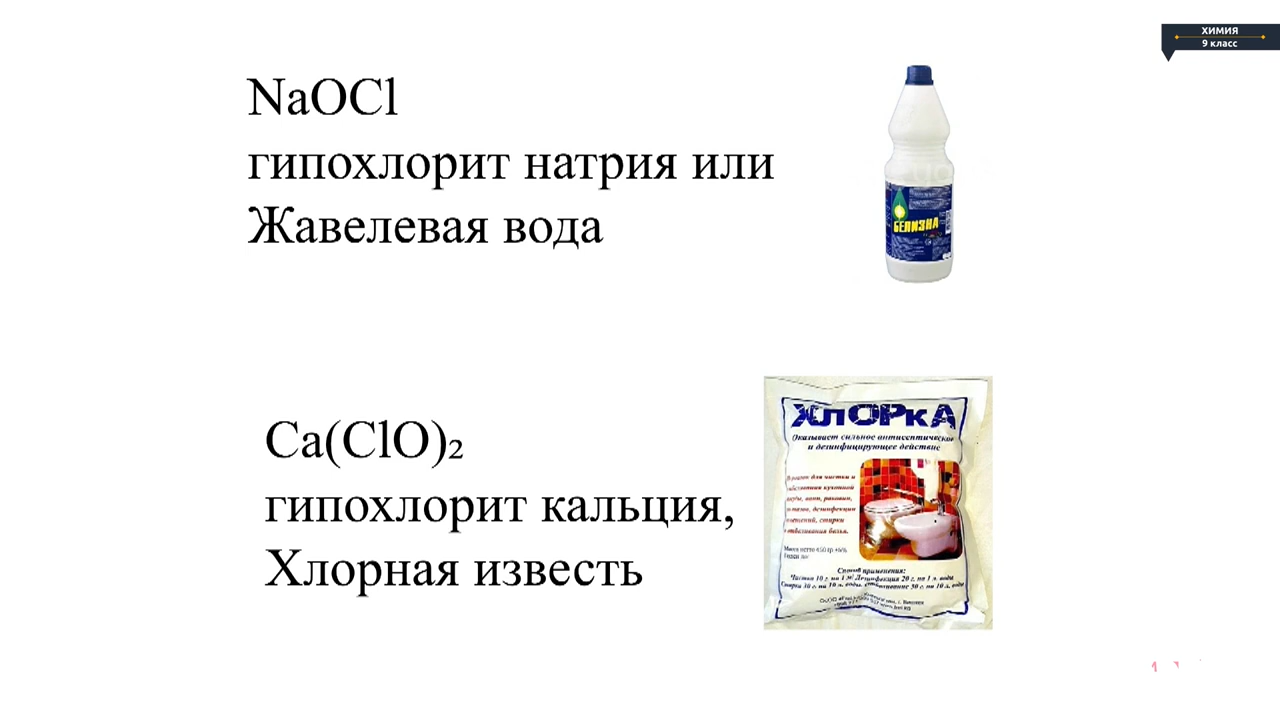 ХИМИЯ
9 класс
NaOCl
гипохлорит натрия или
Жавелевая вода
БЕЛИЗНА
Ca(ClO)₂
гипохлорит кальция,
Хлорная известь
ХЛОРкА
Оказывает сильное антисептическое
и дезинфицирующее действие
Способ применения: